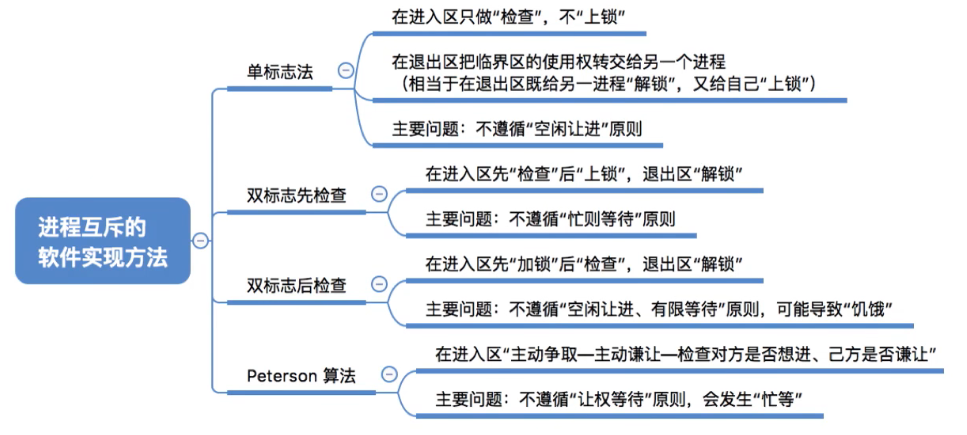 进程互斥的
软件实现方法
单标志法
在进入区只做“检查”，不“上锁”
在退出区把临界区的使用权转交给另一个进程
（相当于在退出区既给另一进程“解锁”，又给自己“上锁”）
主要问题：不遵循“空闲让进”原则
双标志先检查
在进入区先“检查”后“上锁”，退出区“解锁”
主要问题：不遵循“忙则等待”原则
双标志后检查
在进入区先“加锁”后“检查”，退出区“解锁”
主要问题：不遵循“空闲让进、有限等待”原则，可能导致“饥饿”
Peterson 算法
在进入区“主动争取—主动谦让—检查对方是否想进、己方是否谦让”
主要问题：不遵循“让权等待”原则，会发生“忙等”